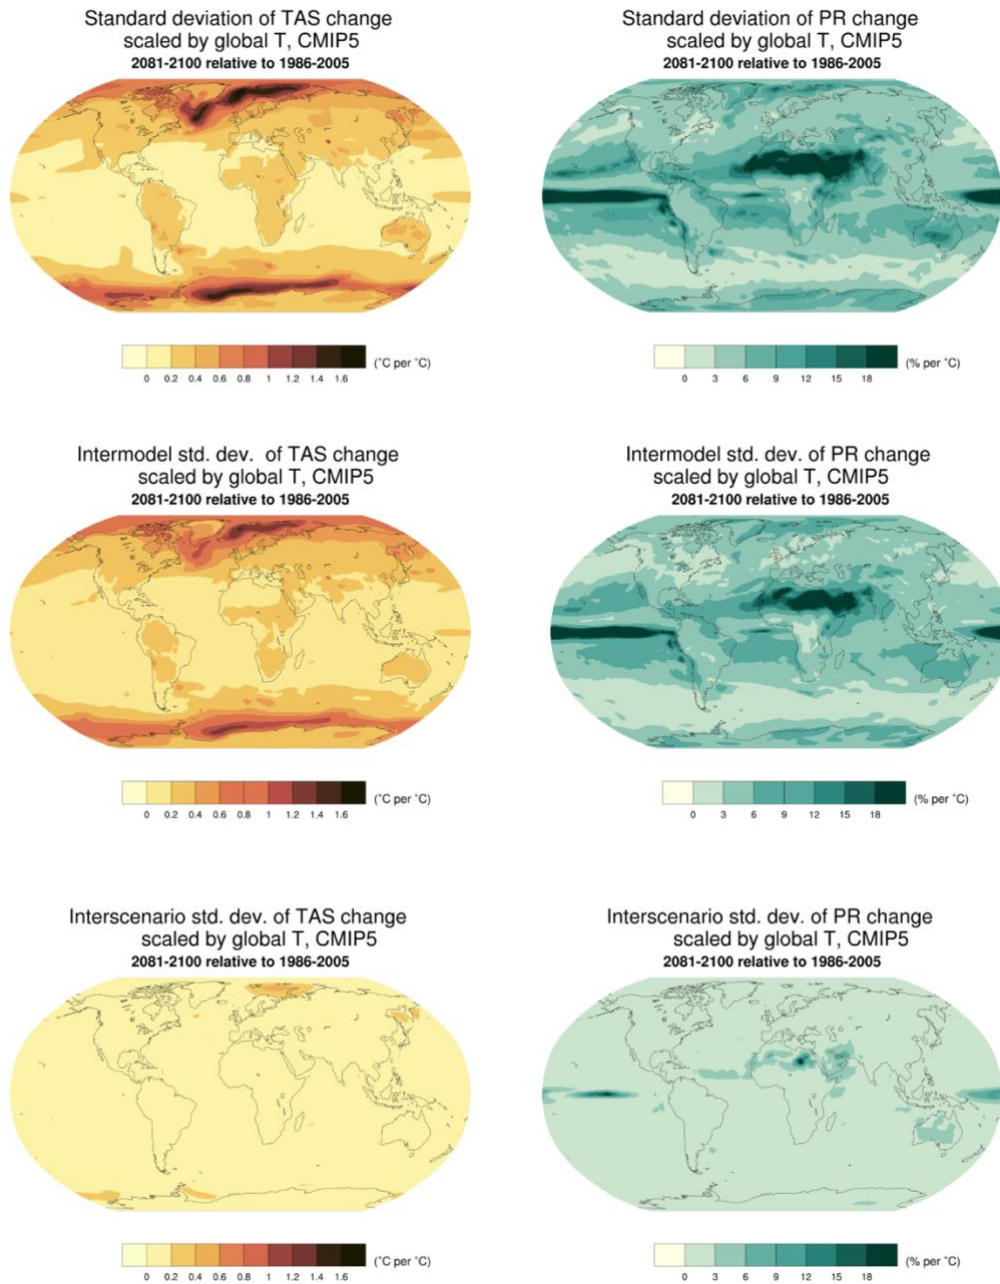 Standard deviation of TAS change
scaled by global T, CMIP5
2081-2100 relative to 1986-2005
0 0.2 0.4 0.6 0.8 1 1.2 1.4 1.6
(°C per °C)
Standard deviation of PR change
scaled by global T, CMIP5
2081-2100 relative to 1986-2005
0 3 6 9 12 15 18
(% per °C)
Intermodel std. dev. of TAS change
scaled by global T, CMIP5
2081-2100 relative to 1986-2005
0 0.2 0.4 0.6 0.8 1 1.2 1.4 1.6
(°C per °C)
Intermodel std. dev. of PR change
scaled by global T, CMIP5
2081-2100 relative to 1986-2005
0 3 6 9 12 15 18
(% per °C)
Interscenario std. dev. of TAS change
scaled by global T, CMIP5
2081-2100 relative to 1986-2005
0 0.2 0.4 0.6 0.8 1 1.2 1.4 1.6
(°C per °C)
Interscenario std. dev. of PR change
scaled by global T, CMIP5
2081-2100 relative to 1986-2005
0 3 6 9 12 15 18
(% per °C)